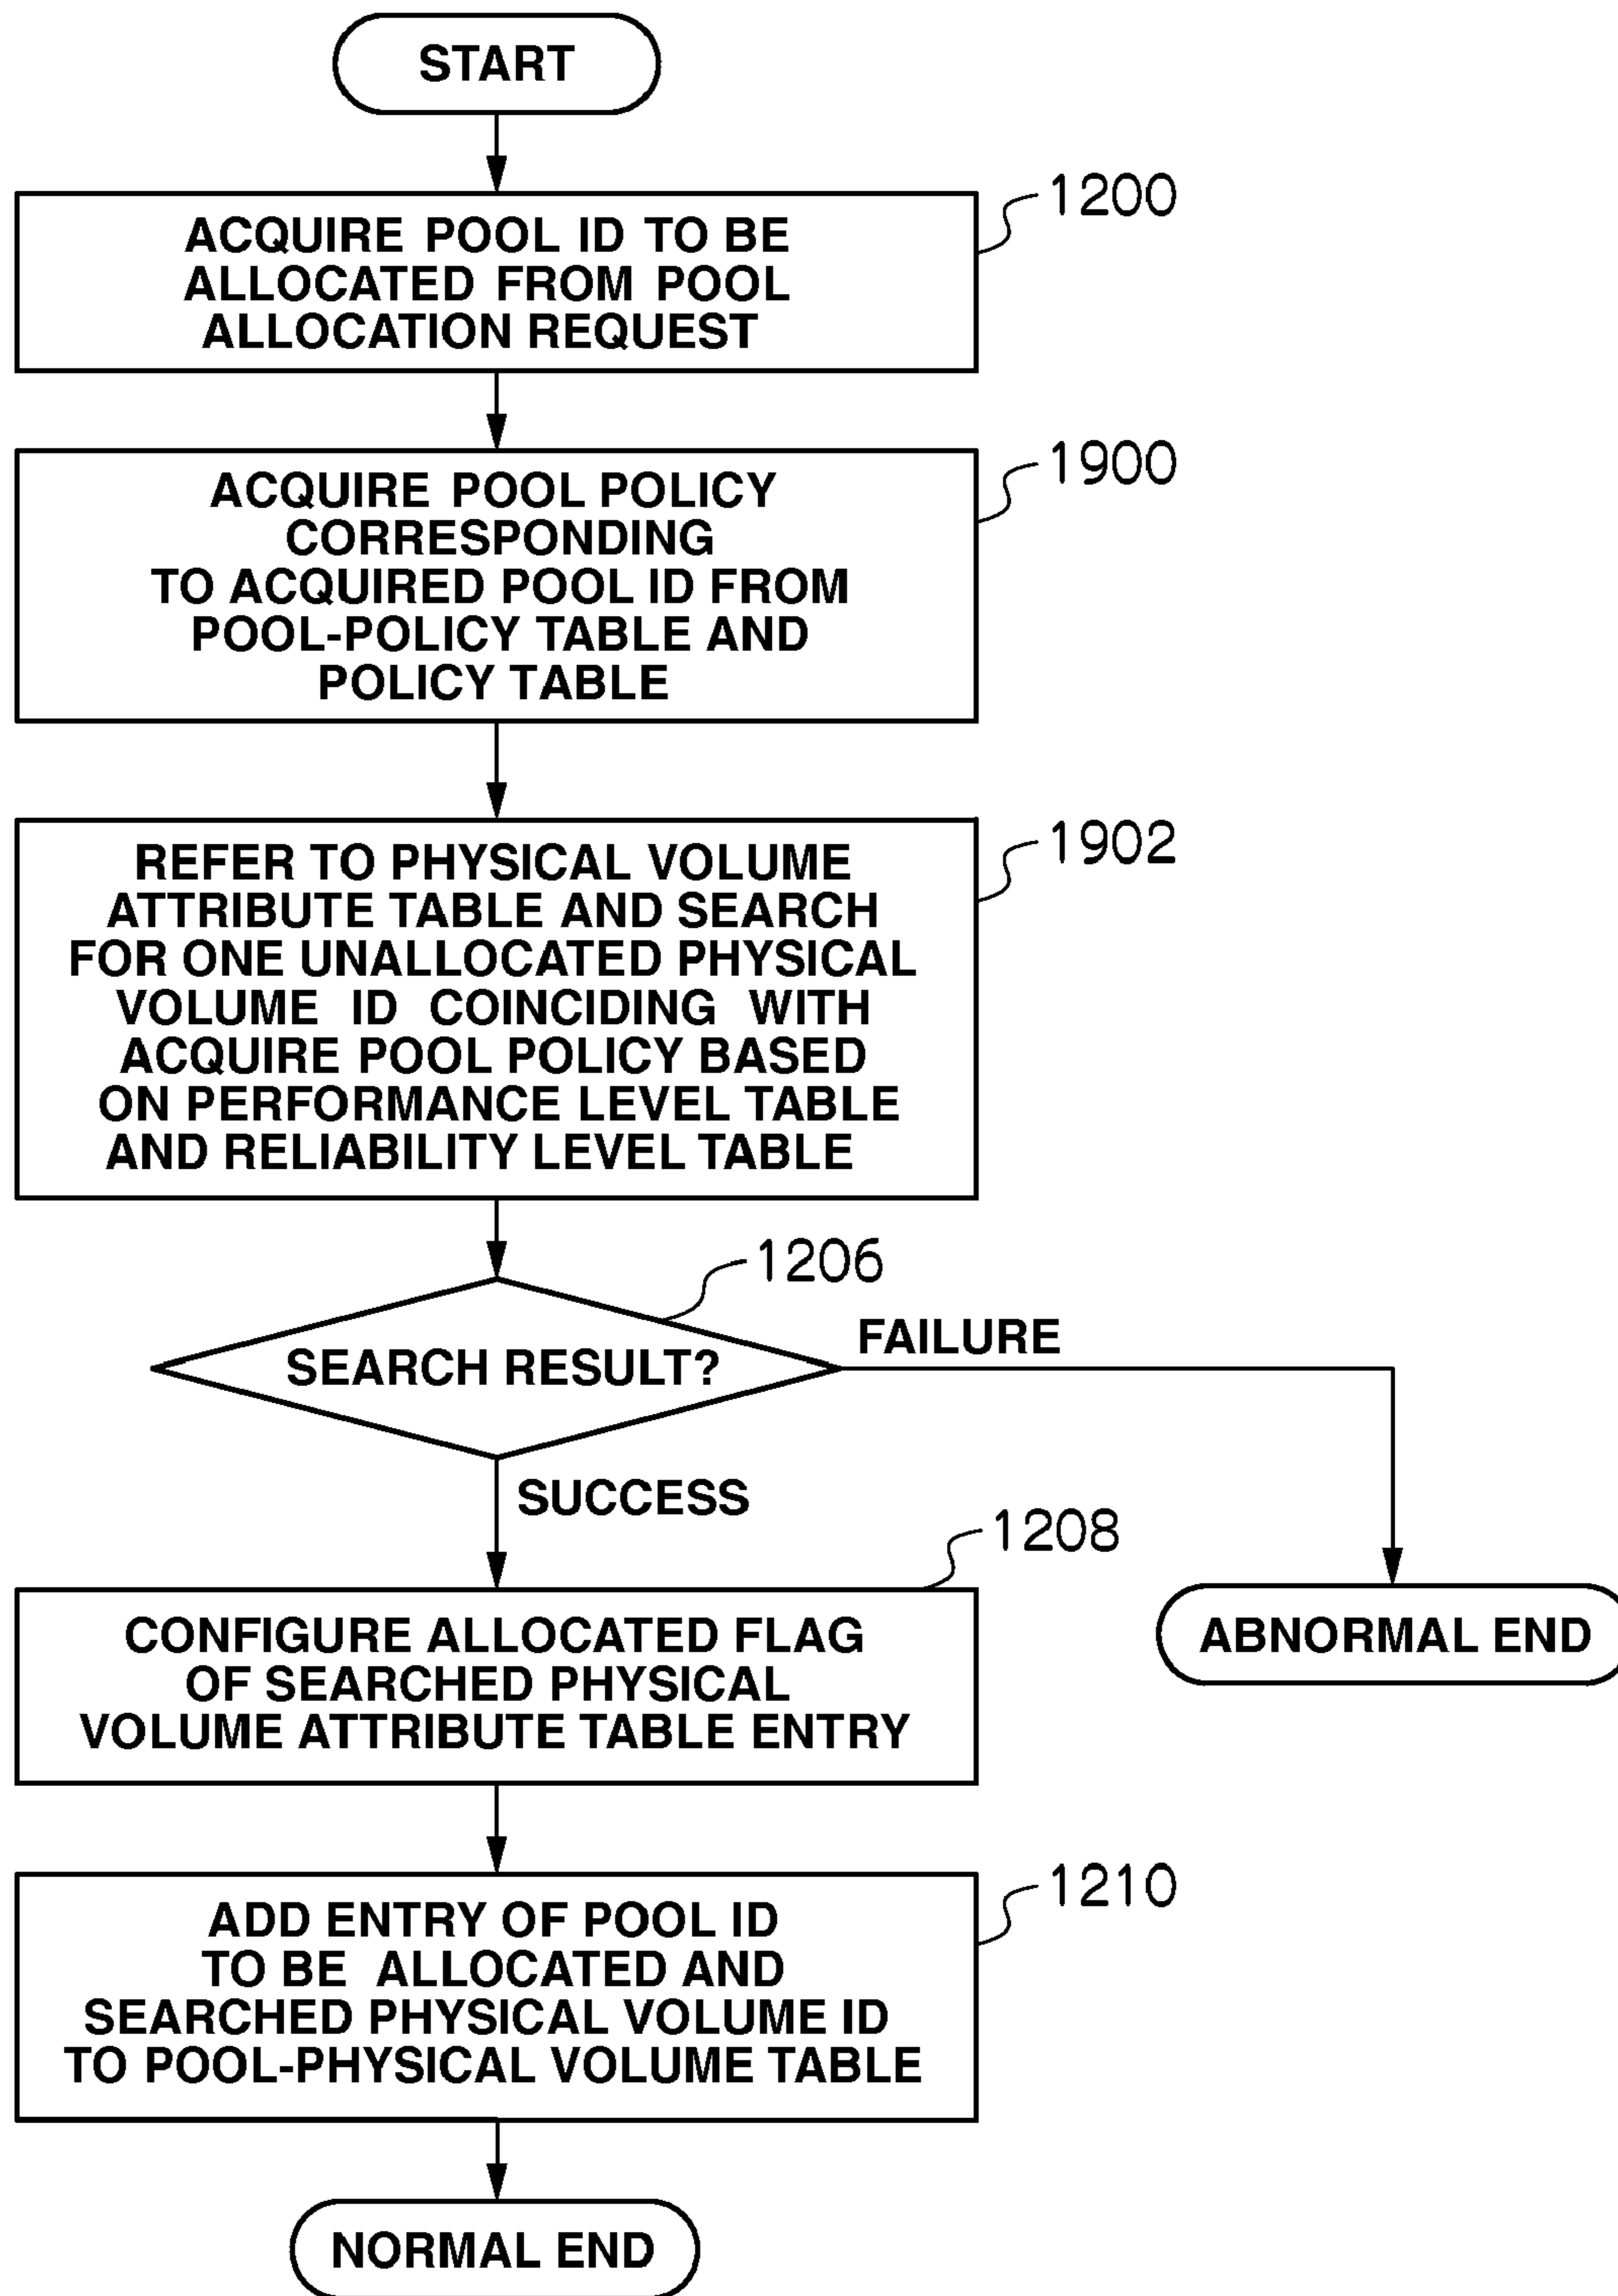 START
1200
ACQUIRE POOL ID TO BE
ALLOCATED FROM POOL
ALLOCATION REQUEST
1900
ACQUIRE POOL POLICY
CORRESPONDING
TO ACQUIRED POOL ID FROM
POOL-POLICY TABLE AND
POLICY TABLE
1902
REFER TO PHYSICAL VOLUME
ATTRIBUTE TABLE AND SEARCH
FOR ONE UNALLOCATED PHYSICAL
VOLUME ID COINCIDING WITH
ACQUIRE POOL POLICY BASED
ON PERFORMANCE LEVEL TABLE
AND RELIABILITY LEVEL TABLE
1206
SEARCH RESULT?
FAILURE
SUCCESS
1208
CONFIGURE ALLOCATED FLAG
OF SEARCHED PHYSICAL
VOLUME ATTRIBUTE TABLE ENTRY
ABNORMAL END
1210
ADD ENTRY OF POOL ID
TO BE ALLOCATED AND
SEARCHED PHYSICAL VOLUME ID
TO POOL-PHYSICAL VOLUME TABLE
NORMAL END